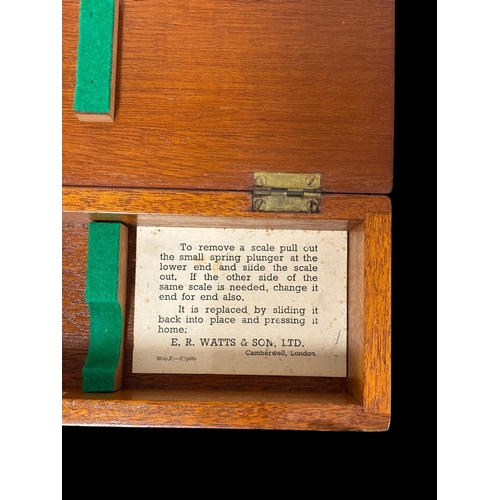 To remove a scale pull out
the small spring plunger at the
lower end and slide the scale
out. If the other side of the
same scale is needed, change it
end for end also.
It is replaced by sliding it
back into place and pressing it
home.
E. R. WATTS & SON, LTD.
Camberwell, London.